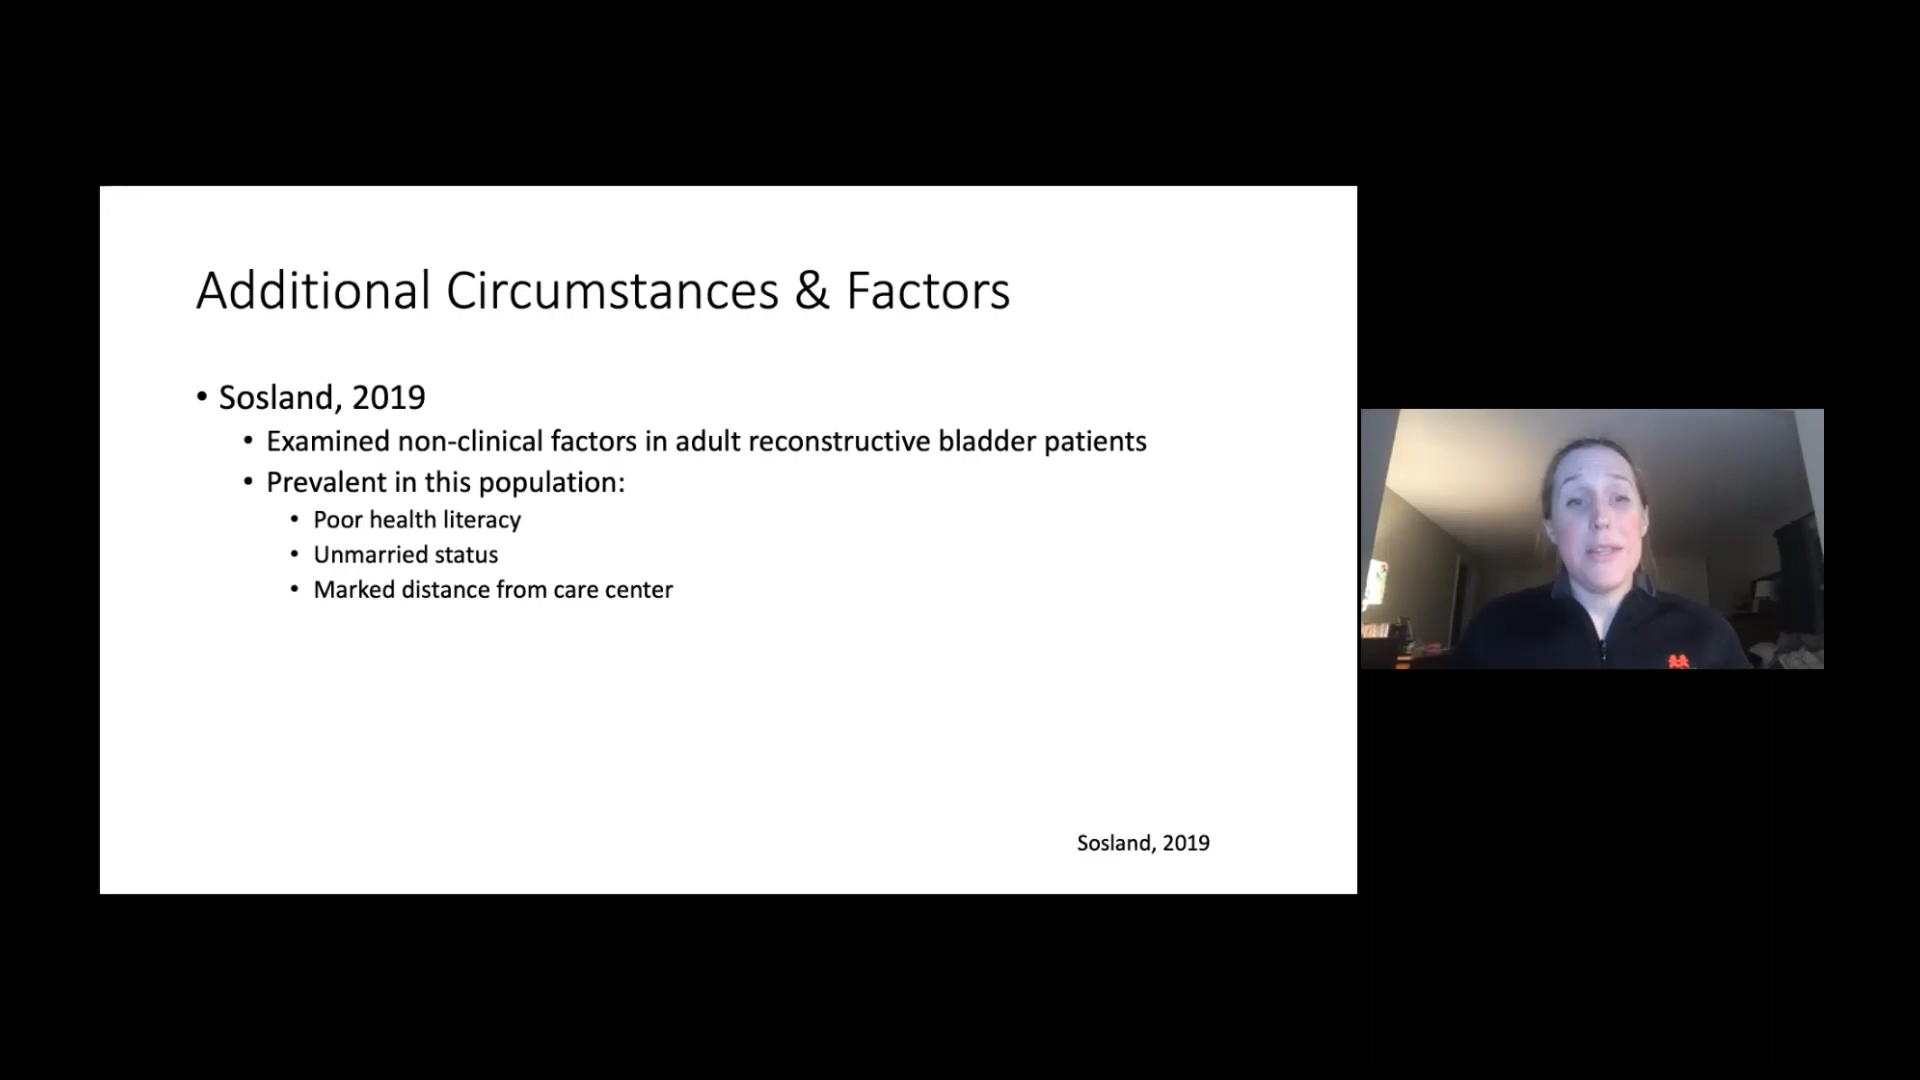 Additional Circumstances & Factors
• Sosland, 2019
• Examined non-clinical factors in adult reconstructive bladder patients
• Prevalent in this population:
• Poor health literacy
• Unmarried status
• Marked distance from care center
Sosland, 2019